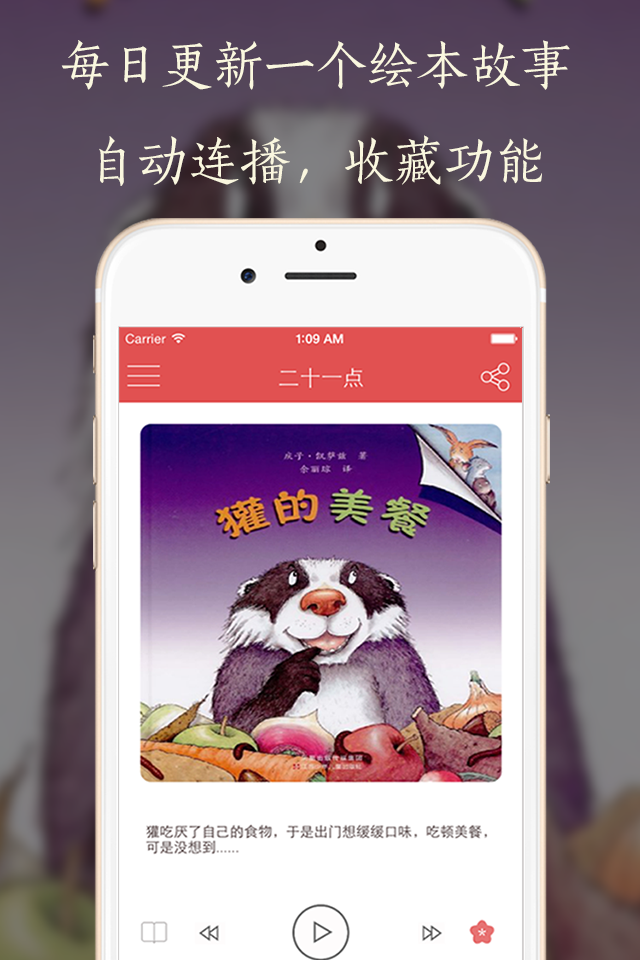 每日更新一个绘本故事
自动连播，收藏功能
Carrier
1:09 AM
二十一点
余丽琼 译
獾的美餐
獾吃厌了自己的食物，于是出门想缓缓口味，吃顿美餐，
可是没想到......